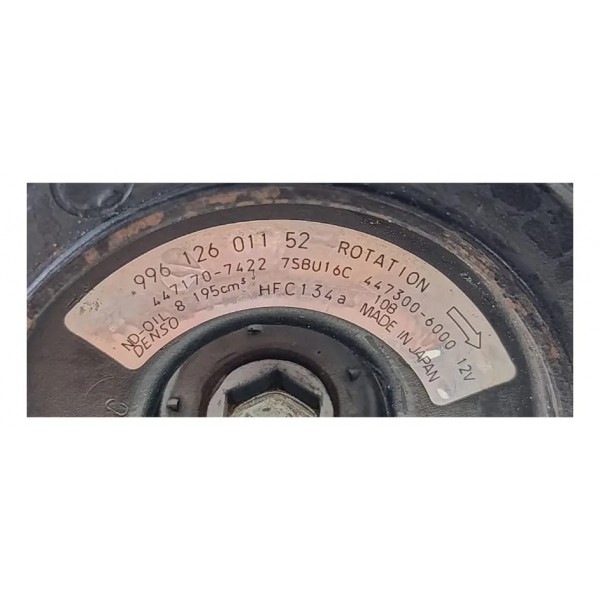 996 126 011 52 ROTATION
447170-7422 7SBU16C 447300-6000 12V
ND-OIL 8 195cm³ HFC134a 10B
DENSO MADE IN JAPAN